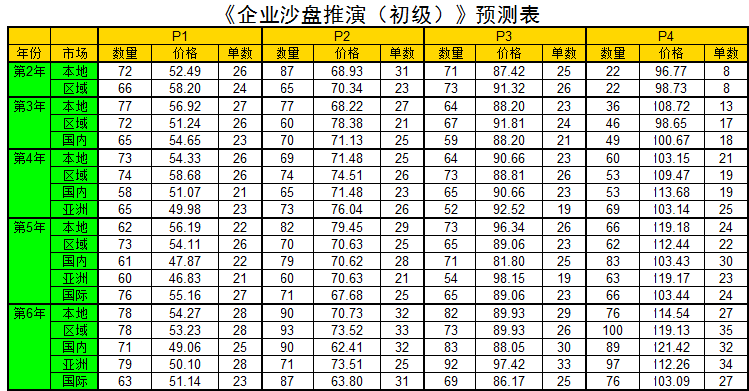 《企业沙盘推演（初级）》预测表
P1 P2 P3 P4
年份 市场 数量 价格 单数 数量 价格 单数 数量 价格 单数 数量 价格 单数
第2年 本地 72 52.49 26 87 68.93 31 71 87.42 25 22 96.77 8
区域 66 58.20 24 65 70.34 23 73 91.32 26 22 98.73 8
第3年 本地 77 56.92 27 77 68.22 27 64 88.20 23 36 108.72 13
区域 72 51.24 26 60 78.38 21 67 91.81 24 46 98.65 17
国内 65 54.65 23 70 71.13 25 59 88.20 21 49 100.67 18
第4年 本地 73 54.33 26 69 71.48 25 64 90.66 23 60 103.15 21
区域 74 58.68 26 74 74.51 26 73 88.81 26 53 109.47 19
国内 58 51.07 21 65 71.48 23 65 90.66 23 53 113.68 19
亚洲 65 49.98 23 73 76.04 26 52 92.52 19 69 103.14 25
第5年 本地 62 56.19 22 82 79.45 29 73 96.34 26 66 119.18 24
区域 73 54.11 26 70 70.63 25 65 89.06 23 62 112.44 22
国内 61 47.87 22 79 70.62 28 71 81.80 25 83 103.43 30
亚洲 60 46.83 21 60 70.63 21 54 98.15 19 63 119.17 23
国际 76 55.16 27 71 67.68 25 65 89.06 23 66 103.44 24
第6年 本地 78 54.27 28 90 70.73 32 82 89.93 29 76 114.54 27
区域 78 53.23 28 93 73.52 33 73 89.93 26 100 119.13 35
国内 71 49.06 25 90 62.41 32 83 88.05 30 89 121.42 32
亚洲 79 50.10 28 71 73.51 25 92 97.42 33 97 112.26 34
国际 63 51.14 23 87 63.80 31 69 86.17 25 76 103.09 27